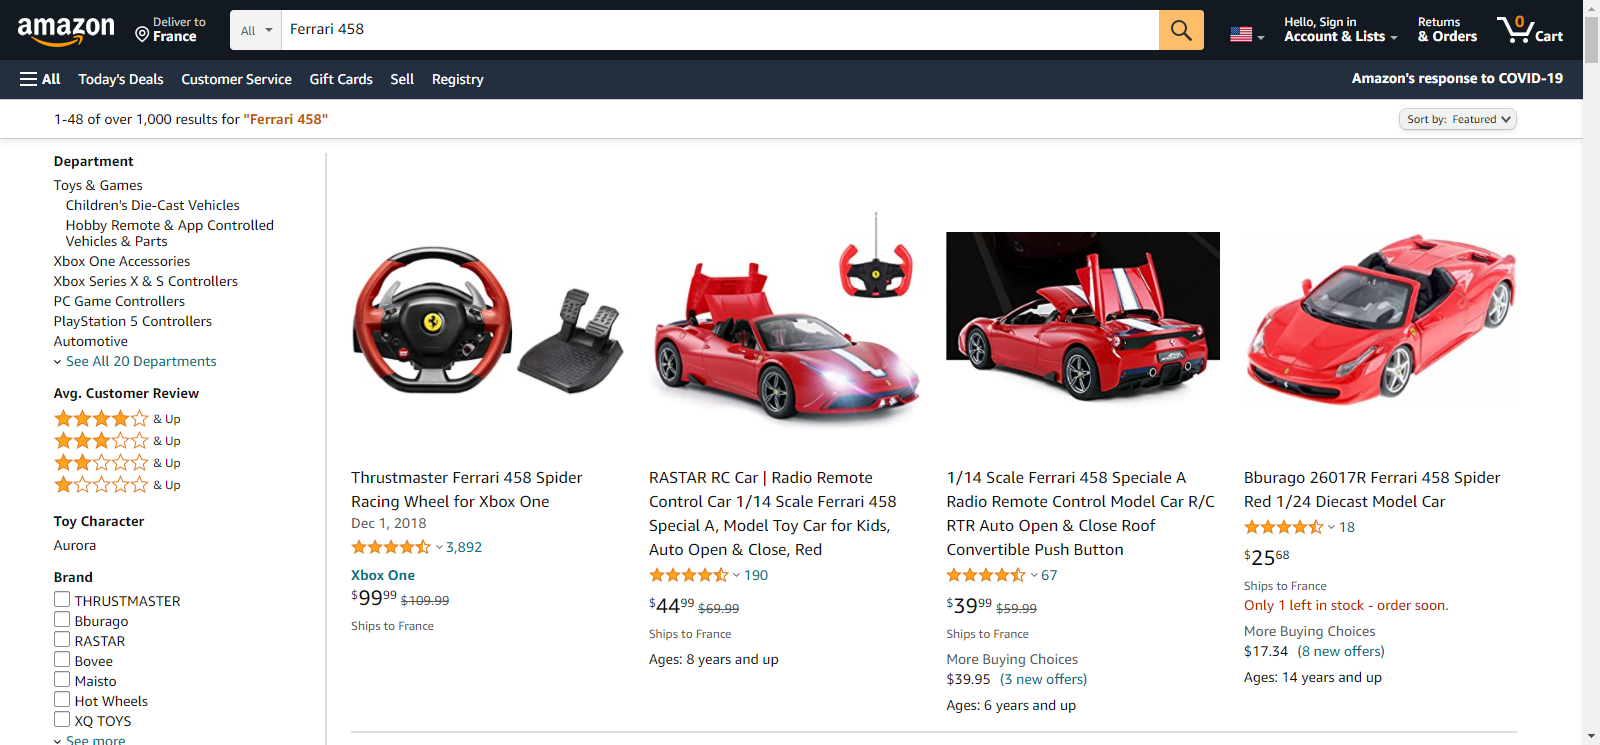 amazon
Deliver to
France
All
Ferrari 458
Hello, Sign in
Account & Lists
Returns
& Orders
0
Cart
All
Today's Deals
Customer Service
Gift Cards
Sell
Registry
Amazon's response to COVID-19
1-48 of over 1,000 results for "Ferrari 458"
Sort by: Featured
Department
Toys & Games
Children's Die-Cast Vehicles
Hobby Remote & App Controlled
Vehicles & Parts
Xbox One Accessories
Xbox Series X & S Controllers
PC Game Controllers
PlayStation 5 Controllers
Automotive
See All 20 Departments
Avg. Customer Review
& Up
& Up
& Up
& Up
Toy Character
Aurora
Brand
THRUSTMASTER
Bburago
RASTAR
Bovee
Maisto
Hot Wheels
XQ TOYS
See more
Thrustmaster Ferrari 458 Spider
Racing Wheel for Xbox One
Dec 1, 2018
3,892
Xbox One
$99.99 $109.99
Ships to France
RASTAR RC Car | Radio Remote
Control Car 1/14 Scale Ferrari 458
Special A, Model Toy Car for Kids,
Auto Open & Close, Red
190
$44.99 $69.99
Ships to France
Ages: 8 years and up
1/14 Scale Ferrari 458 Speciale A
Radio Remote Control Model Car R/C
RTR Auto Open & Close Roof
Convertible Push Button
67
$39.99 $59.99
Ships to France
More Buying Choices
$39.95 (3 new offers)
Ages: 6 years and up
Bburago 26017R Ferrari 458 Spider
Red 1/24 Diecast Model Car
18
$25.68
Ships to France
Only 1 left in stock - order soon.
More Buying Choices
$17.34 (8 new offers)
Ages: 14 years and up